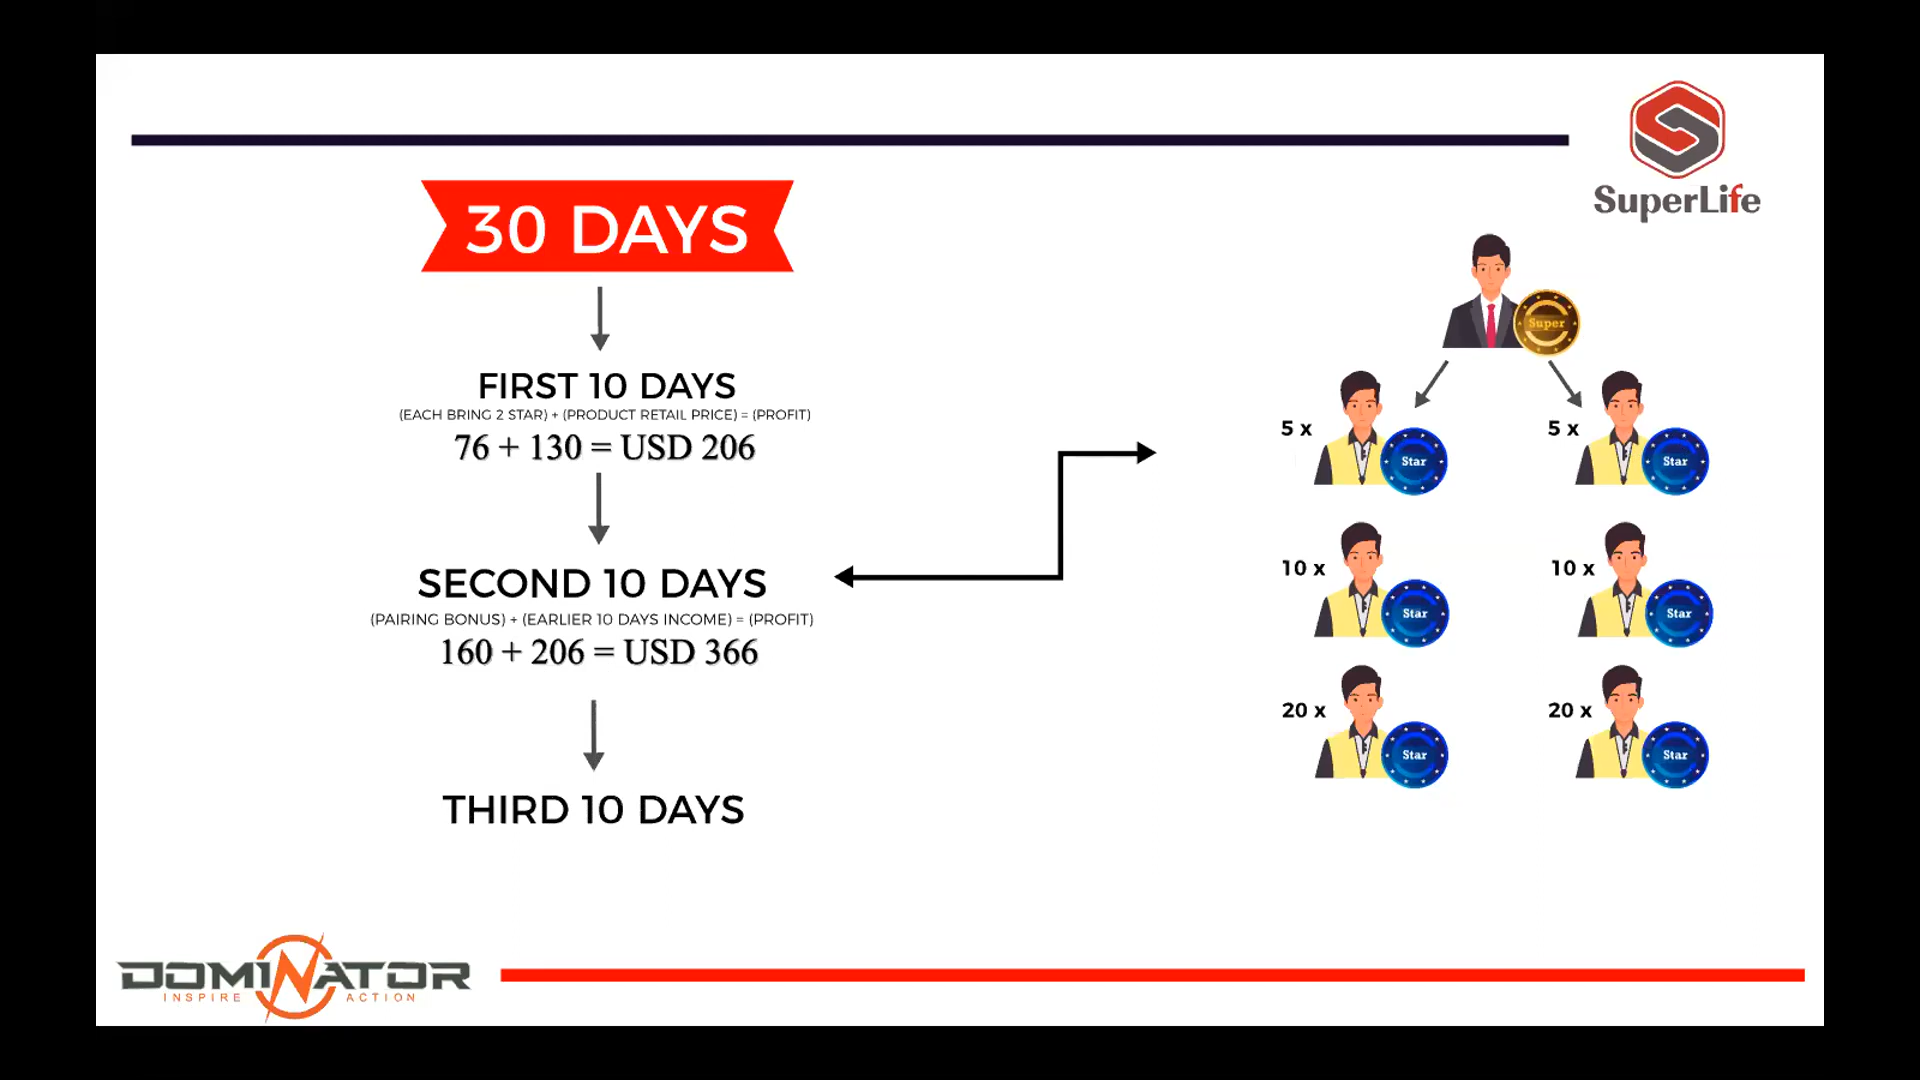 SuperLife
30 DAYS
FIRST 10 DAYS
(EACH BRING 2 STAR) + (PRODUCT RETAIL PRICE) = (PROFIT)
76 + 130 = USD 206
SECOND 10 DAYS
(PAIRING BONUS) + (EARLIER 10 DAYS INCOME) = (PROFIT)
160 + 206 = USD 366
THIRD 10 DAYS
Super
5 x
Star
5 x
Star
10 x
Star
10 x
Star
20 x
Star
20 x
Star
DOMINATOR
INSPIRE ACTION